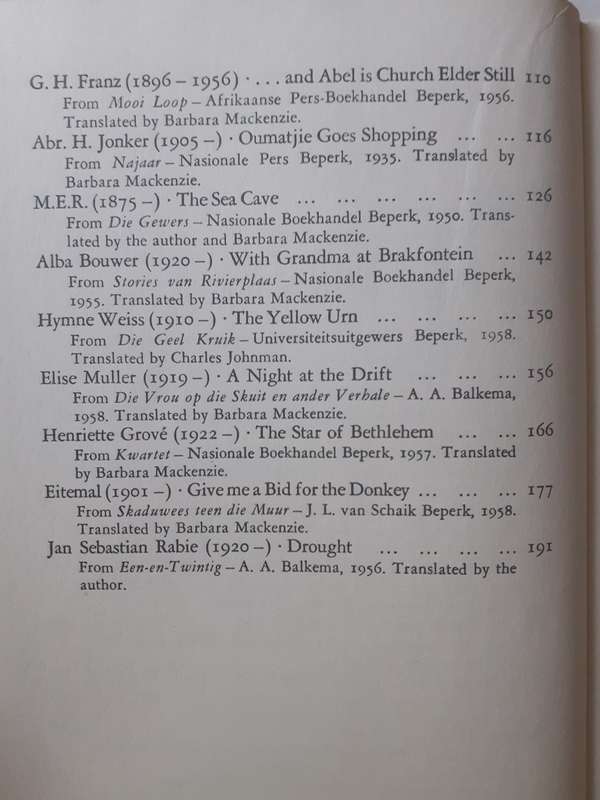 G. H. Franz (1896 – 1956) · ... and Abel is Church Elder Still 110
From Mooi Loop – Afrikaanse Pers-Boekhandel Beperk, 1956.
Translated by Barbara Mackenzie.
Abr. H. Jonker (1905 –) · Oumatjie Goes Shopping ... ... 116
From Najaar – Nasionale Pers Beperk, 1935. Translated by
Barbara Mackenzie.
M.E.R. (1875 –) · The Sea Cave ... ... ... ... ... ... 126
From Die Gewers – Nasionale Boekhandel Beperk, 1950. Trans-
lated by the author and Barbara Mackenzie.
Alba Bouwer (1920 –) · With Grandma at Brakfontein ... 142
From Stories van Rivierplaas – Nasionale Boekhandel Beperk,
1955. Translated by Barbara Mackenzie.
Hymne Weiss (1910 –) · The Yellow Urn ... ... ... ... 150
From Die Geel Kruik – Universiteitsuitgewers Beperk, 1958.
Translated by Charles Johnman.
Elise Muller (1919 –) · A Night at the Drift ... ... ... 156
From Die Vrou op die Skuit en ander Verhale – A. A. Balkema,
1958. Translated by Barbara Mackenzie.
Henriette Grové (1922 –) · The Star of Bethlehem ... ... 166
From Kwartet – Nasionale Boekhandel Beperk, 1957. Translated
by Barbara Mackenzie.
Eitemal (1901 –) · Give me a Bid for the Donkey ... ... ... 177
From Skaduwees teen die Muur – J. L. van Schaik Beperk, 1958.
Translated by Barbara Mackenzie.
Jan Sebastian Rabie (1920 –) · Drought ... ... ... ... 191
From Een-en-Twintig – A. A. Balkema, 1956. Translated by the
author.